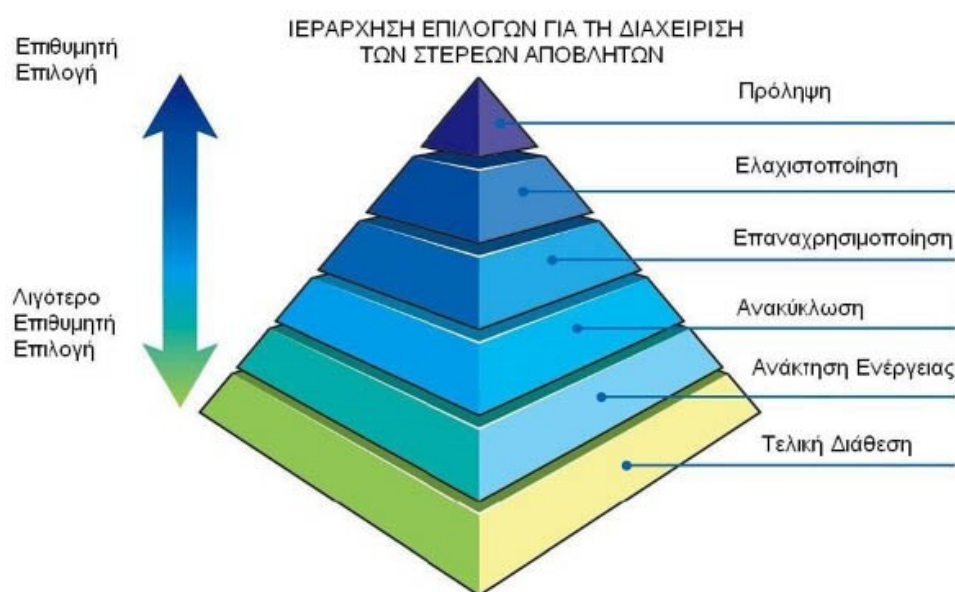 ΙΕΡΑΡΧΗΣΗ ΕΠΙΛΟΓΩΝ ΓΙΑ ΤΗ ΔΙΑΧΕΙΡΙΣΗ
ΤΩΝ ΣΤΕΡΕΩΝ ΑΠΟΒΛΗΤΩΝ
Επιθυμητή
Επιλογή
Πρόληψη
Ελαχιστοποίηση
Επαναχρησιμοποίηση
Λιγότερο
Επιθυμητή
Επιλογή
Ανακύκλωση
Ανάκτηση Ενέργειας
Τελική Διάθεση